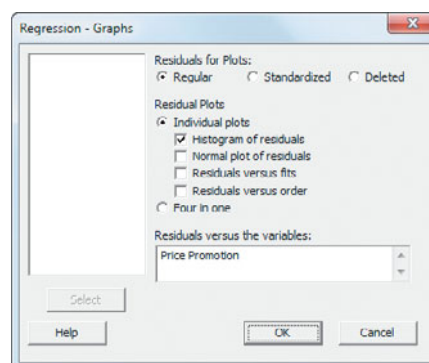 Regression - Graphs
Residuals for Plots:
Regular Standardized Deleted
Residual Plots
Individual plots
Histogram of residuals
Normal plot of residuals
Residuals versus fits
Residuals versus order
Four in one
Residuals versus the variables:
Price Promotion
Select
Help OK Cancel